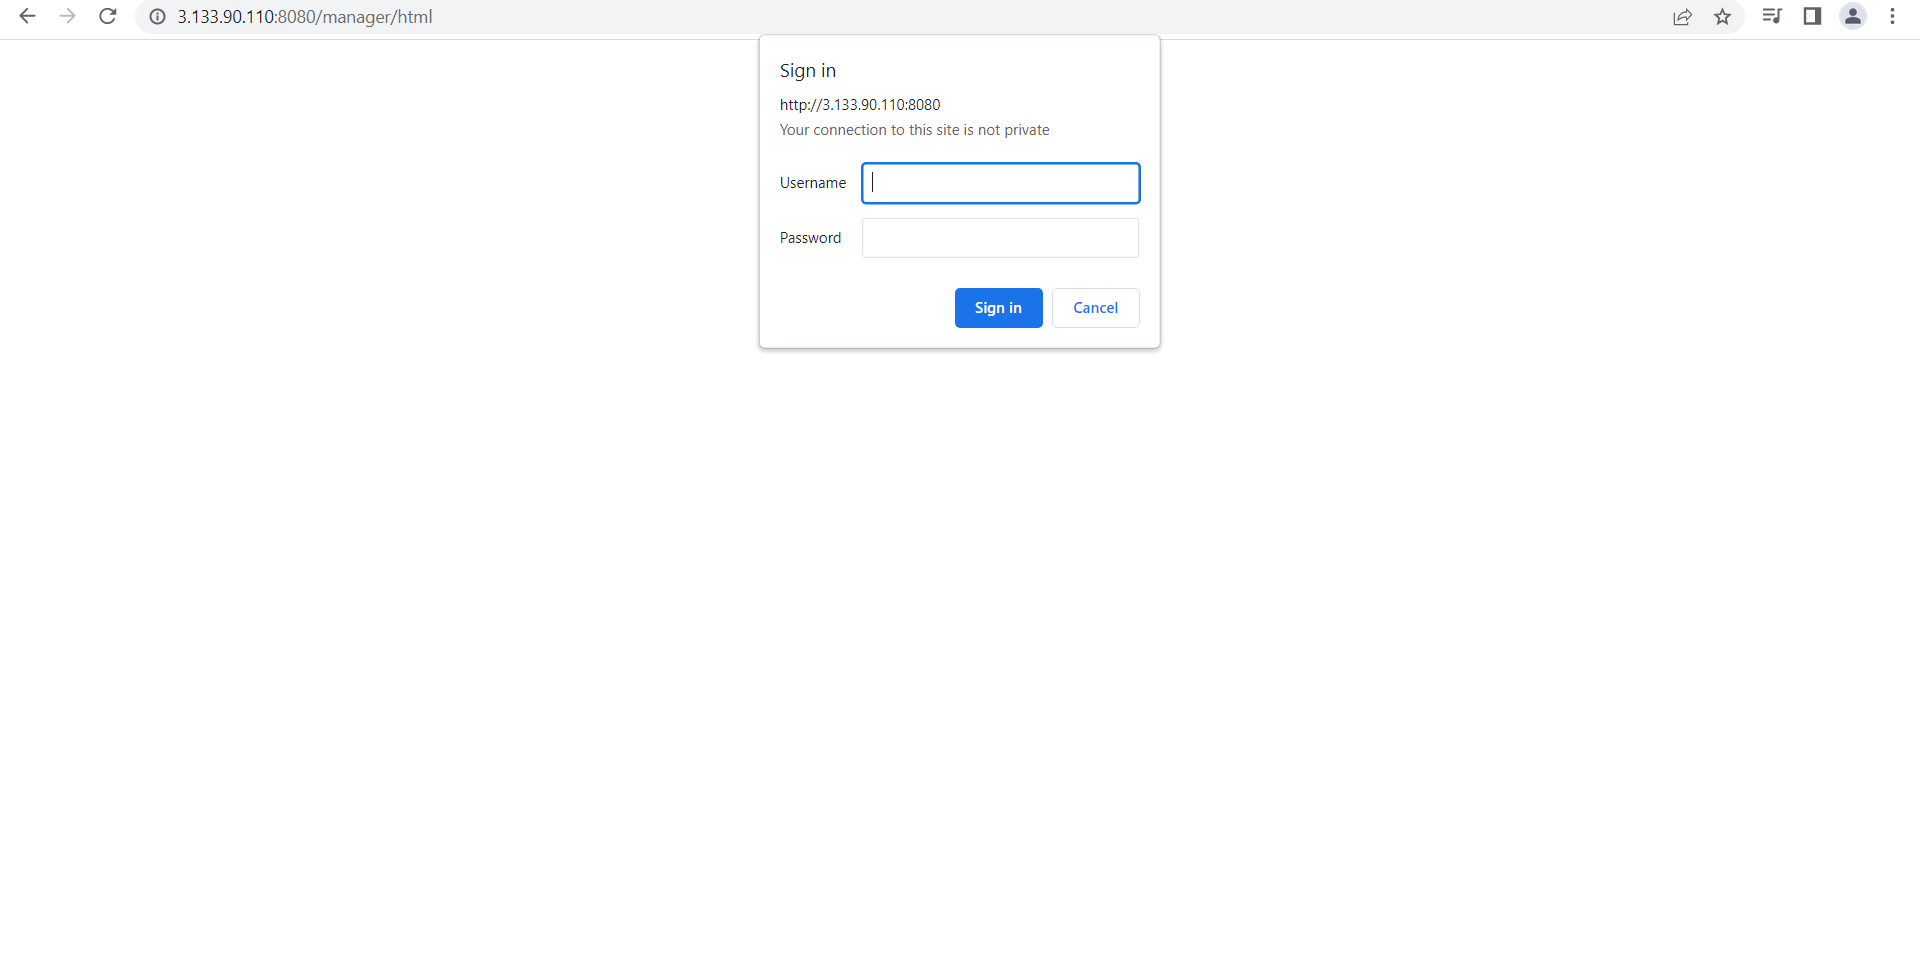 3.133.90.110:8080/manager/html
Sign in
http://3.133.90.110:8080
Your connection to this site is not private
Username
Password
Sign in
Cancel